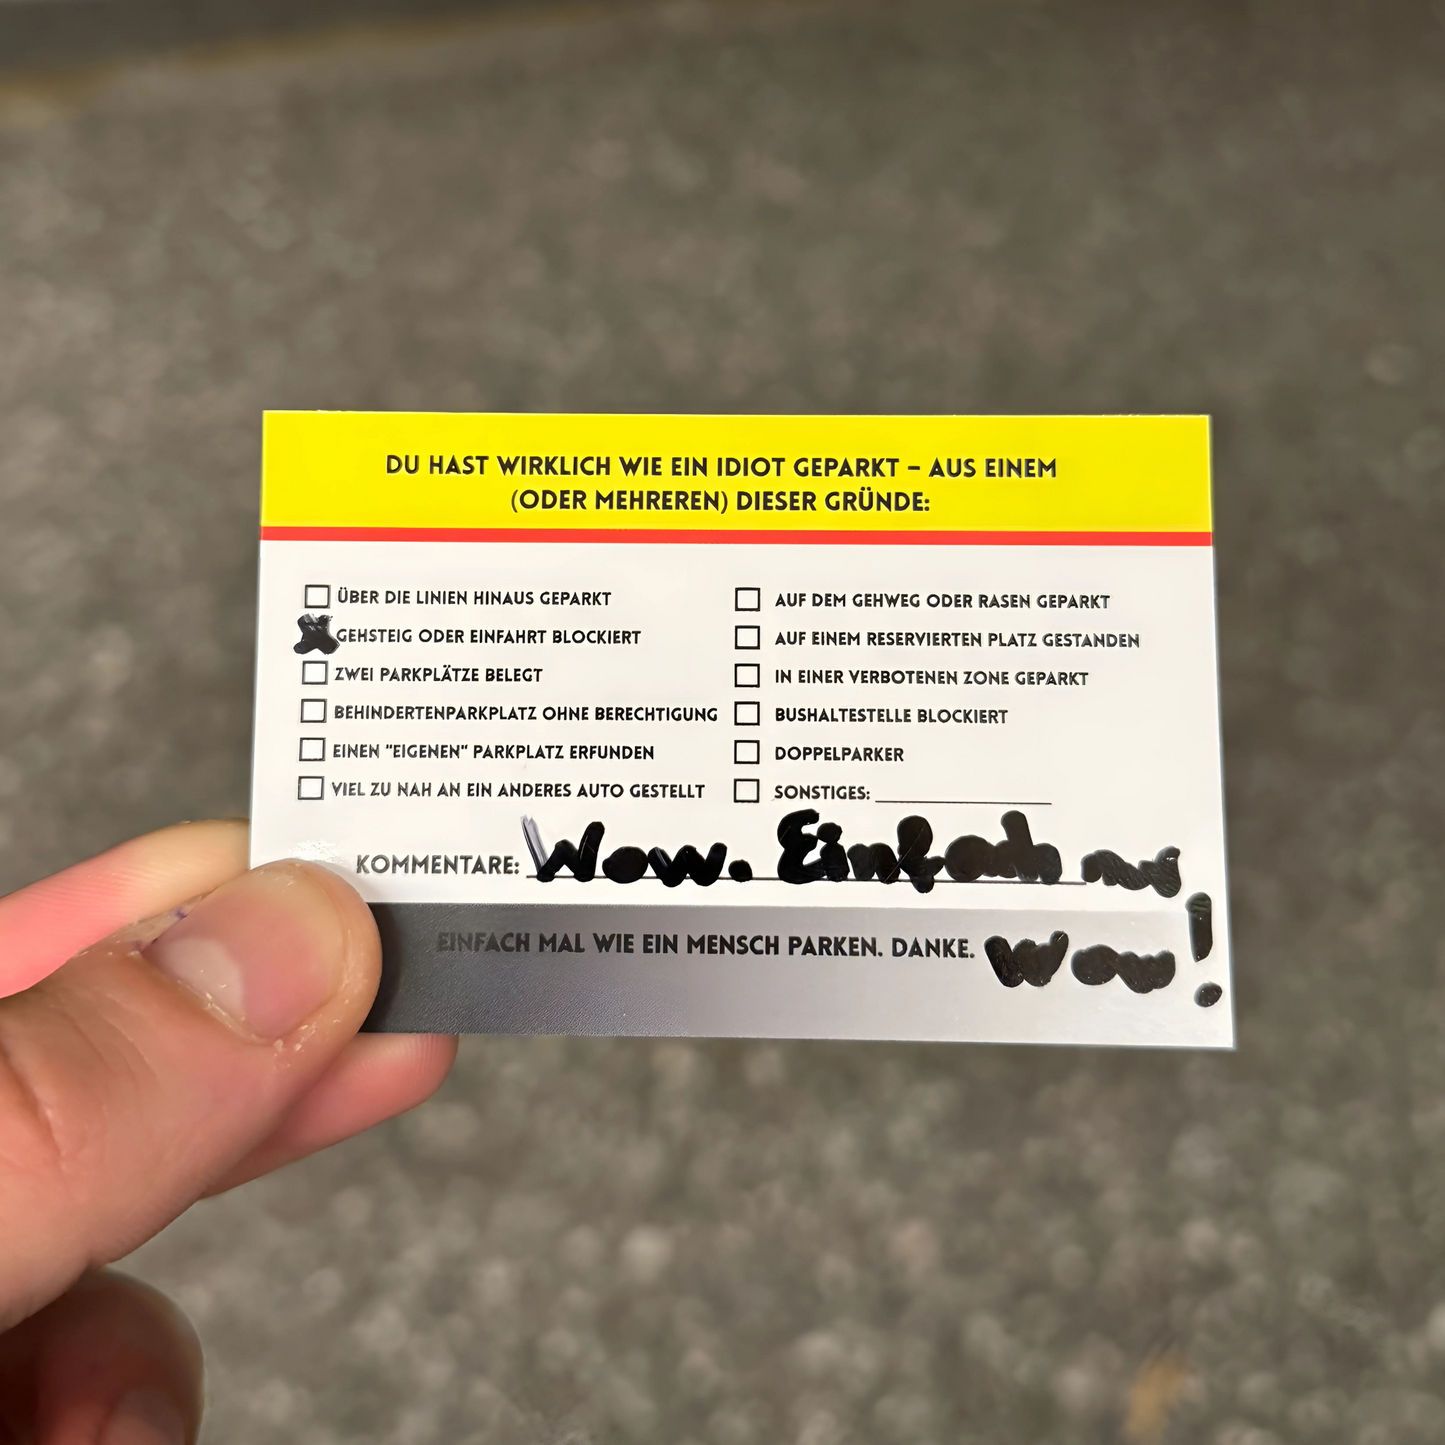 DU HAST WIRKLICH WIE EIN IDIOT GEPARKT – AUS EINEM
(ODER MEHREREN) DIESER GRÜNDE:
ÜBER DIE LINIEN HINAUS GEPARKT
GEHSTEIG ODER EINFAHRT BLOCKIERT
ZWEI PARKPLÄTZE BELEGT
BEHINDERTENPARKPLATZ OHNE BERECHTIGUNG
EINEN "EIGENEN" PARKPLATZ ERFUNDEN
VIEL ZU NAH AN EIN ANDERES AUTO GESTELLT
AUF DEM GEHWEG ODER RASEN GEPARKT
AUF EINEM RESERVIERTEN PLATZ GESTANDEN
IN EINER VERBOTENEN ZONE GEPARKT
BUSHALTESTELLE BLOCKIERT
DOPPELPARKER
SONSTIGES:
KOMMENTARE: Wow. Einfach nur
Wow!
EINFACH MAL WIE EIN MENSCH PARKEN. DANKE.